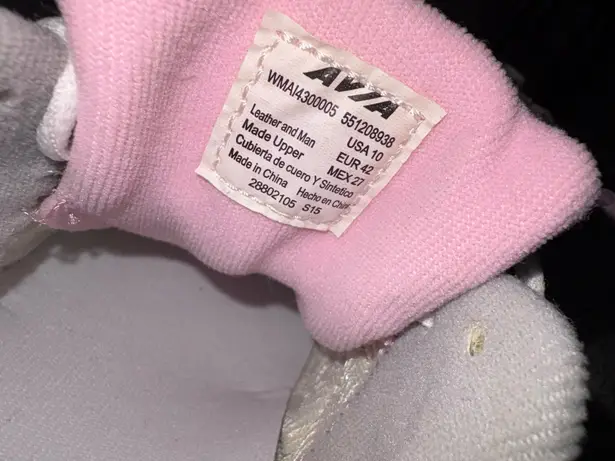 AVIA
WMAI4300005 551208938
USA 10
Leather and Man EUR 42
Made Upper MEX 27
Cubierta de cuero Y Sintetico
Made in China Hecho en China
28802105 S15